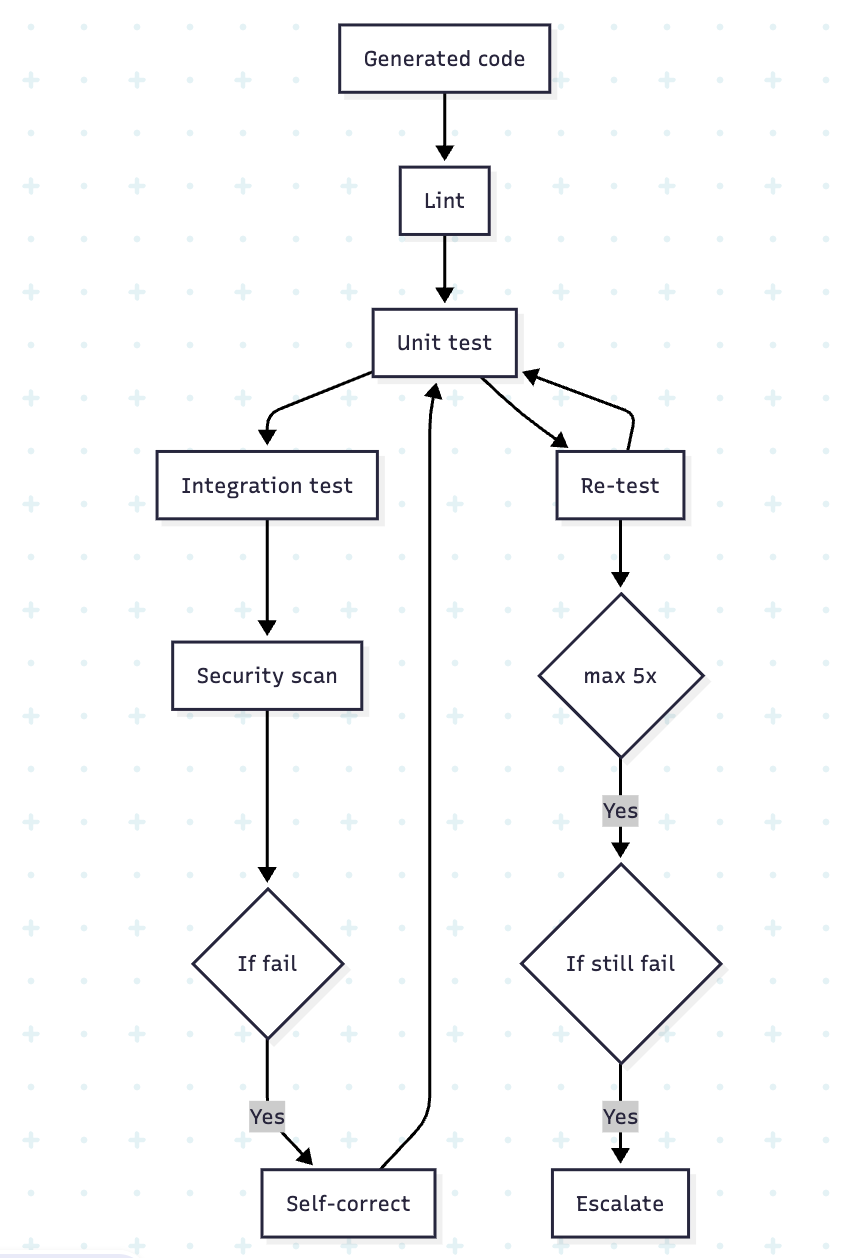 Generated code
Lint
Unit test
Integration test
Re-test
Security scan
max 5x
Yes
If fail
If still fail
Yes
Yes
Self-correct
Escalate